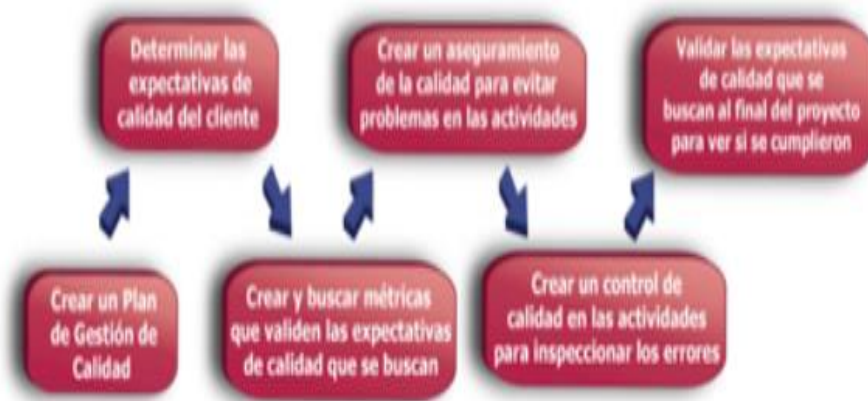 Crear un Plan
de Gestión de
Calidad
Determinar las
expectativas de
calidad del cliente
Crear y buscar métricas
que validen las expectativas
de calidad que se buscan
Crear un aseguramiento
de la calidad para evitar
problemas en las actividades
Crear un control de
calidad en las actividades
para inspeccionar los errores
Validar las expectativas
de calidad que se
buscan al final del proyecto
para ver si se cumplieron